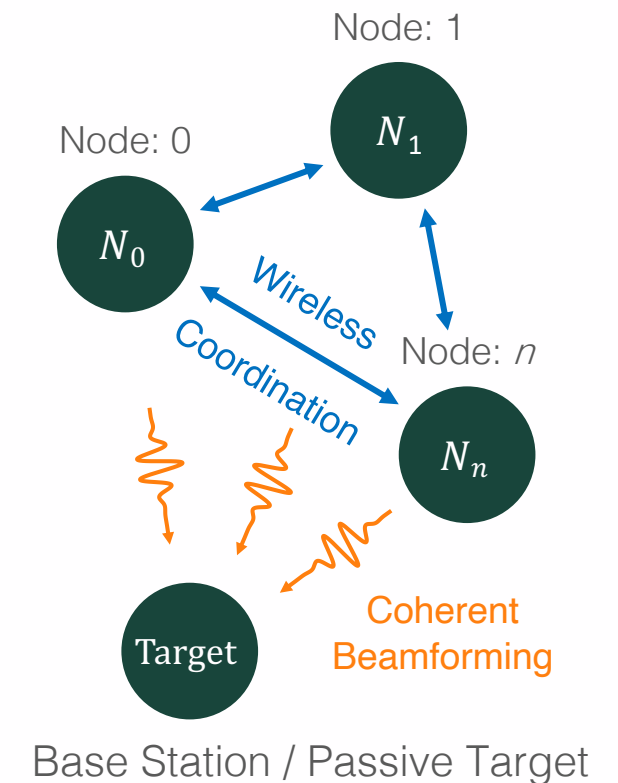 Node: 1
N₁
Node: 0
N₀
Wireless
Coordination
Node: n
Nₙ
Target
Coherent
Beamforming
Base Station / Passive Target